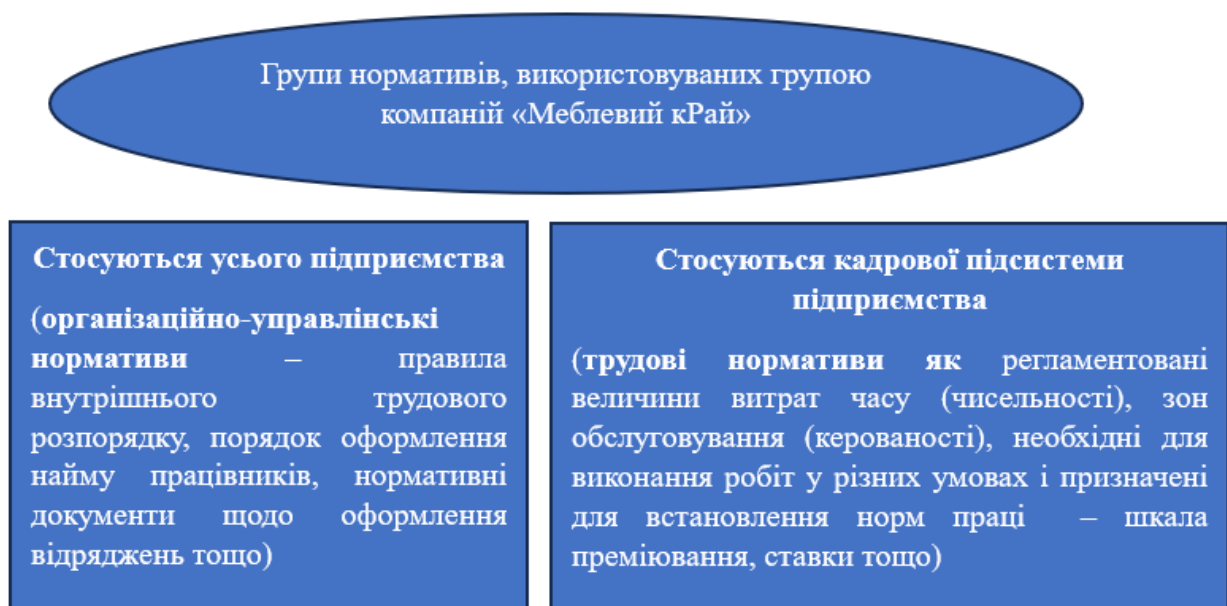 Групи нормативів, використовуваних групою
компаній «Меблевий кРай»
Стосуються усього підприємства
(організаційно-управлінські
нормативи – правила
внутрішнього трудового
розпорядку, порядок оформлення
найму працівників, нормативні
документи щодо оформлення
відряджень тощо)
Стосуються кадрової підсистеми
підприємства
(трудові нормативи як регламентовані
величини витрат часу (чисельності), зон
обслуговування (керованості), необхідні для
виконання робіт у різних умовах і призначені
для встановлення норм праці – шкала
преміювання, ставки тощо)